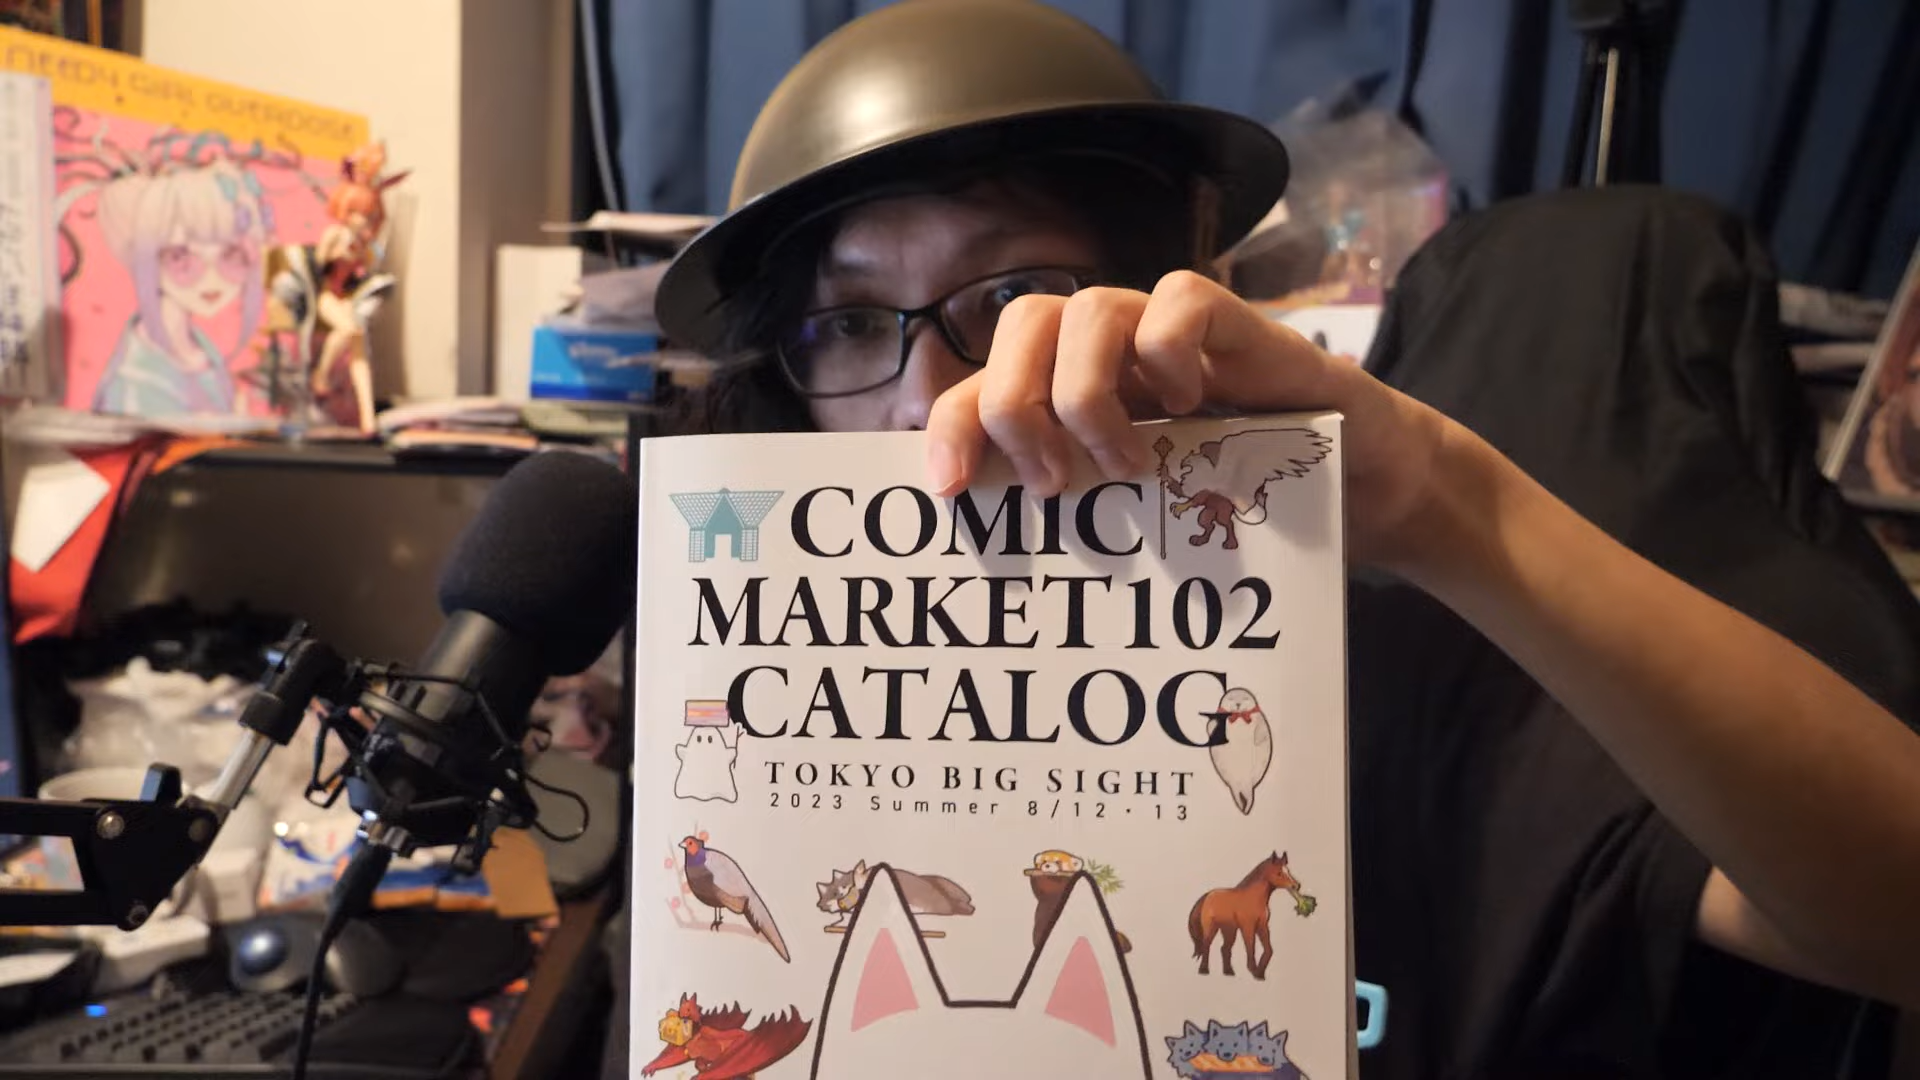 NEEDY GIRL OVERDOSE
COMIC
MARKET102
CATALOG
TOKYO BIG SIGHT
2023 Summer 8/12・13